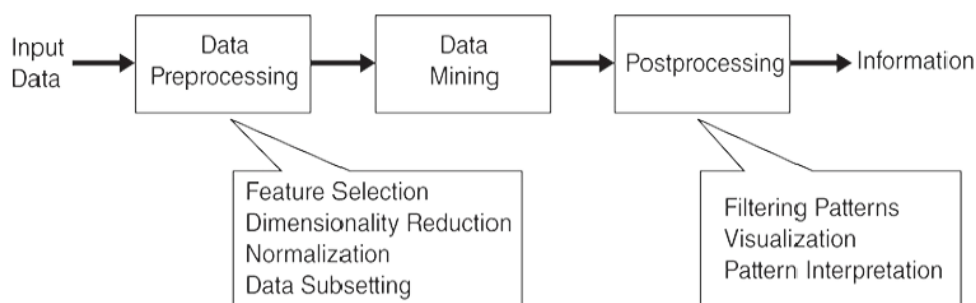 Input
Data
Data
Preprocessing
Data
Mining
Postprocessing
Information
Feature Selection
Dimensionality Reduction
Normalization
Data Subsetting
Filtering Patterns
Visualization
Pattern Interpretation